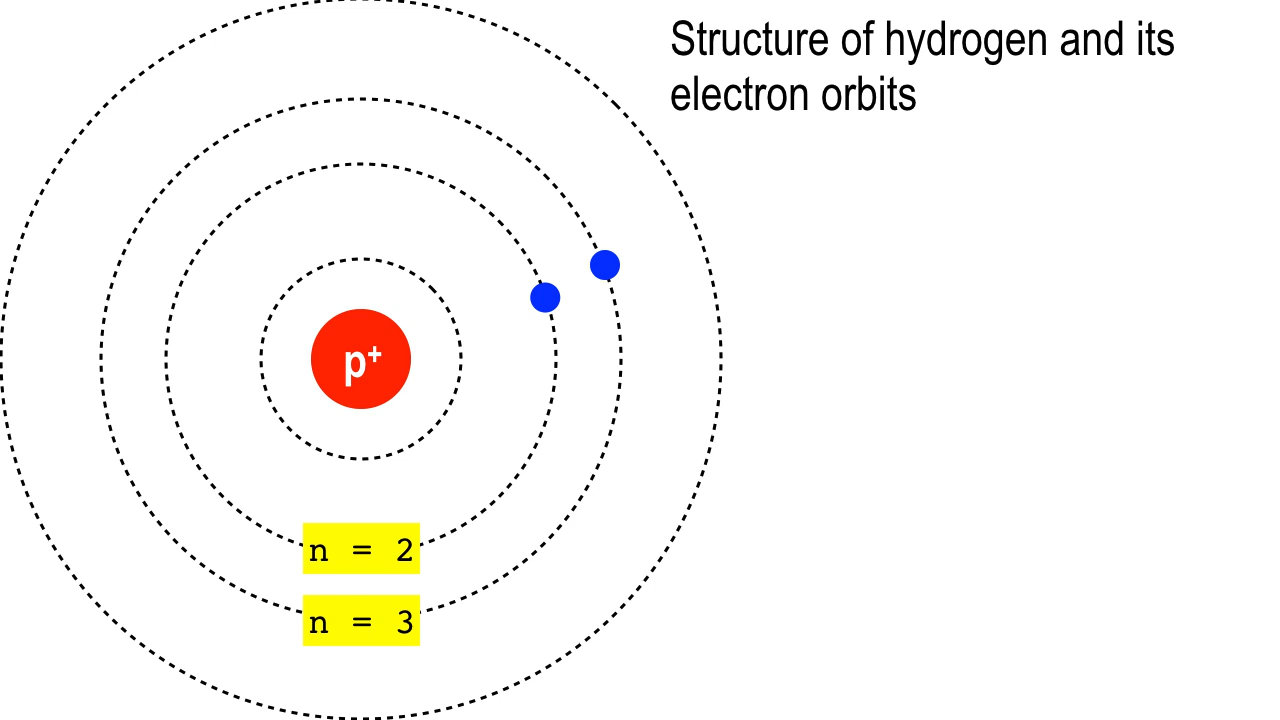 Structure of hydrogen and its
electron orbits
p⁺
n = 2
n = 3